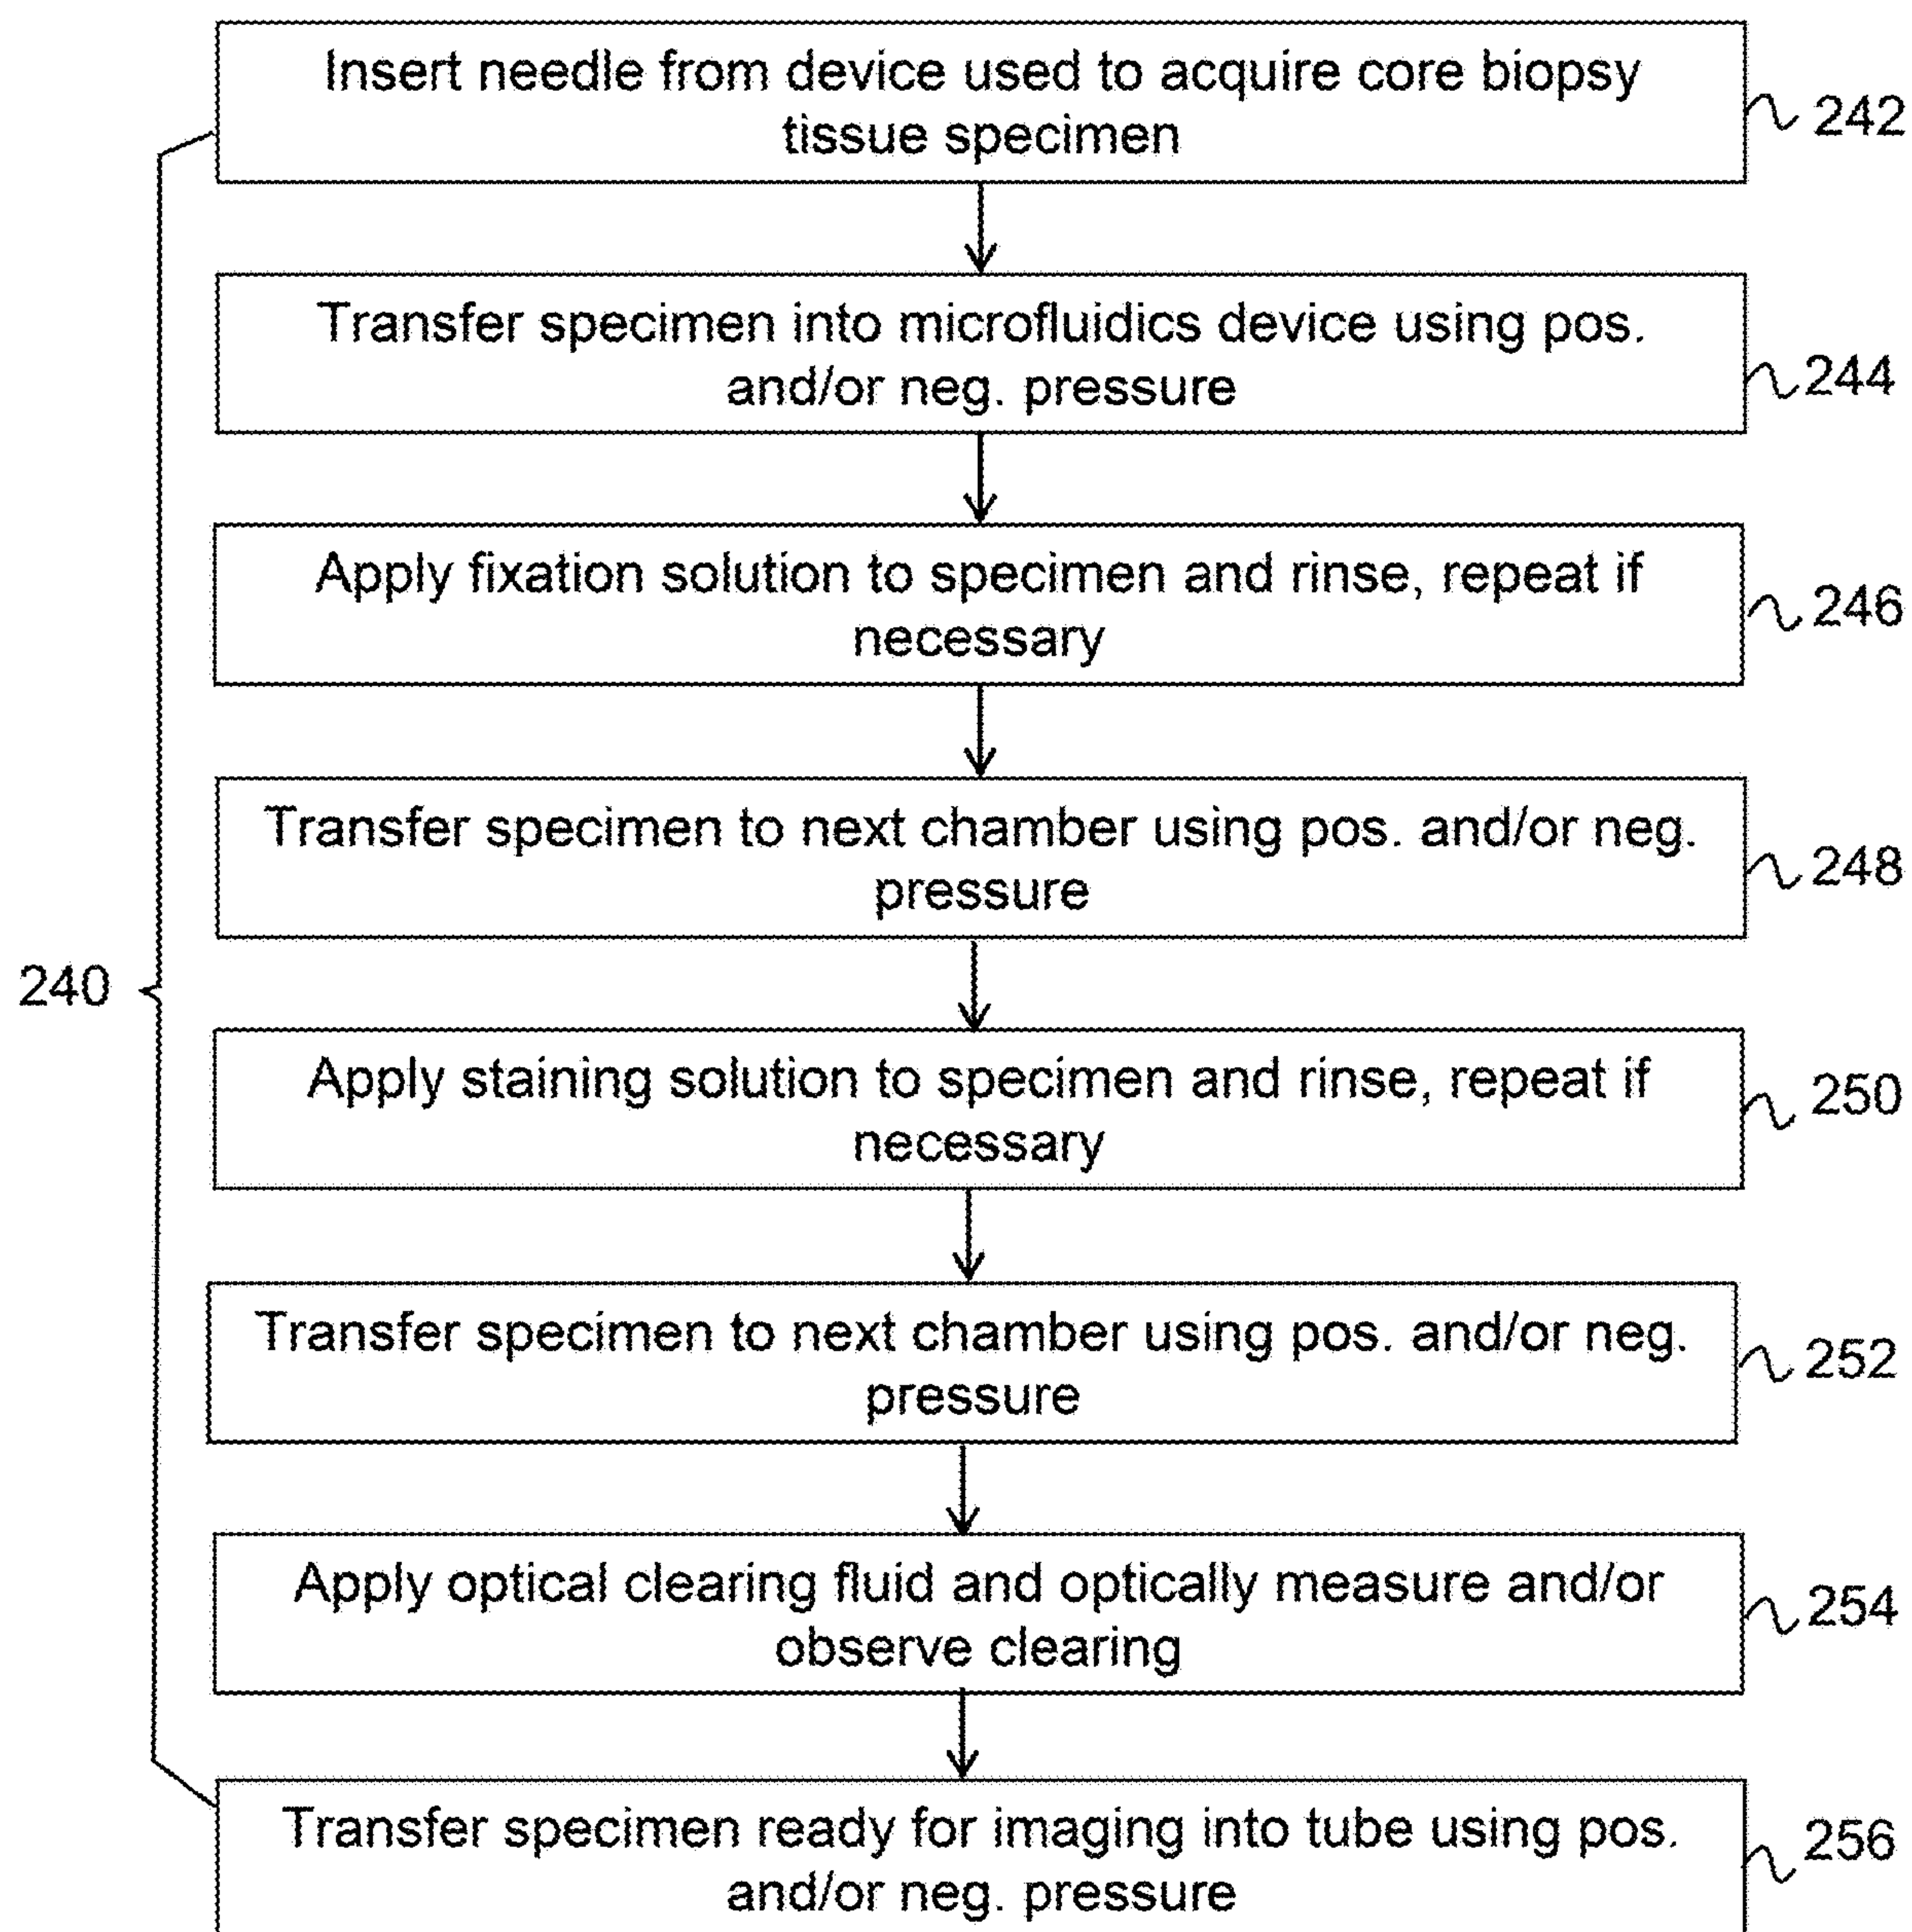 Insert needle from device used to acquire core biopsy
tissue specimen
242
Transfer specimen into microfluidics device using pos.
and/or neg. pressure
244
Apply fixation solution to specimen and rinse, repeat if
necessary
246
Transfer specimen to next chamber using pos. and/or neg.
pressure
248
240
Apply staining solution to specimen and rinse, repeat if
necessary
250
Transfer specimen to next chamber using pos. and/or neg.
pressure
252
Apply optical clearing fluid and optically measure and/or
observe clearing
254
Transfer specimen ready for imaging into tube using pos.
and/or neg. pressure
256